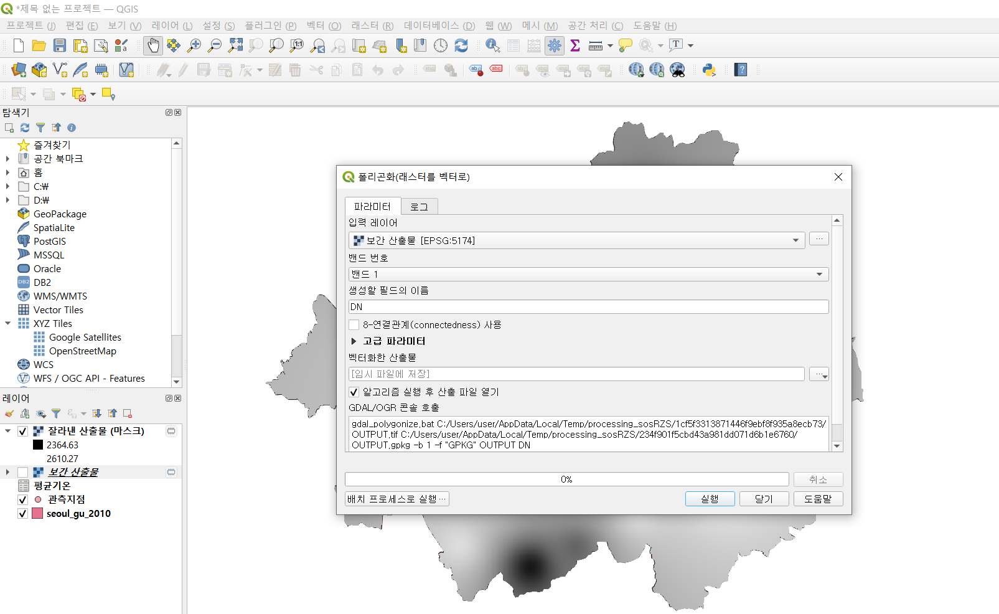 *제목 없는 프로젝트 — QGIS
프로젝트 (J) 편집 (E) 보기 (V) 레이어 (L) 설정 (S) 플러그인 (P) 벡터 (O) 래스터 (R) 데이터베이스 (D) 웹 (W) 메시 (M) 공간 처리 (C) 도움말 (H)
탐색기
즐겨찾기
공간 북마크
홈
C:₩
D:₩
GeoPackage
SpatiaLite
PostGIS
MSSQL
Oracle
DB2
WMS/WMTS
Vector Tiles
XYZ Tiles
Google Satellites
OpenStreetMap
WCS
WFS / OGC API - Features
레이어
잘라낸 산출물 (마스크)
2364.63
2610.27
보간 산출물
평균기온
관측지점
seoul_gu_2010
폴리곤화(래스터를 벡터로)
파라미터 로그
입력 레이어
보간 산출물 [EPSG:5174]
밴드 번호
밴드 1
생성할 필드의 이름
DN
8-연결관계(connectedness) 사용
고급 파라미터
벡터화한 산출물
[임시 파일에 저장]
알고리즘 실행 후 산출 파일 열기
GDAL/OGR 콘솔 호출
gdal_polygonize.bat C:/Users/user/AppData/Local/Temp/processing_sosRZS/1cf5f3313871446f9ebf8f935a8ecb73/
OUTPUT.tif C:/Users/user/AppData/Local/Temp/processing_sosRZS/234f901f5cbd43a981dd071d6b1e6760/
OUTPUT.gpkg -b 1 -f "GPKG" OUTPUT DN
0%
취소
배치 프로세스로 실행… 실행 닫기 도움말